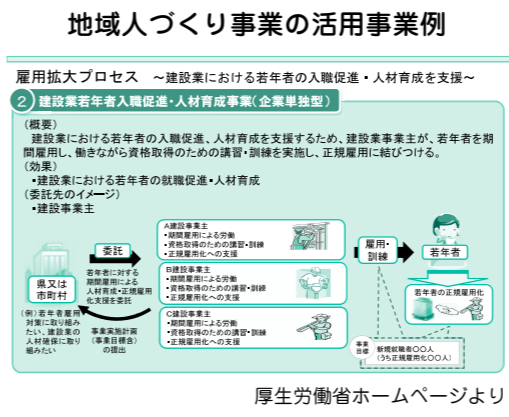 地域人づくり事業の活用事業例
雇用拡大プロセス ～建設業における若年者の入職促進・人材育成を支援～
② 建設業若年者入職促進・人材育成事業(企業単独型)
(概要)
建設業における若年者の入職促進、人材育成を支援するため、建設業事業主が、若年者を期
間雇用し、働きながら資格取得のための講習・訓練を実施し、正規雇用に結びつける。
(効果)
・建設業における若年者の就職促進・人材育成
(委託先のイメージ)
・建設事業主
県又は
市町村
(例)若年者雇用
対策に取り組み
たい、建設業の
人材確保に取り
組みたい
委託
若年者に対する
期間雇用による
人材育成・正規雇用
化支援を委託
事業実施計画
(事業目標含)
の提出
A建設事業主
・期間雇用による労働
・資格取得のための講習・訓練
・正規雇用化への支援
B建設事業主
・期間雇用による労働
・資格取得のための講習・訓練
・正規雇用化への支援
C建設事業主
・期間雇用による労働
・資格取得のための講習・訓練
・正規雇用化への支援
雇用・
訓練
若年者
若年者の正規雇用化
事業
目標
新規就職者〇〇人
(うち正規雇用化〇〇人)
厚生労働省ホームページより